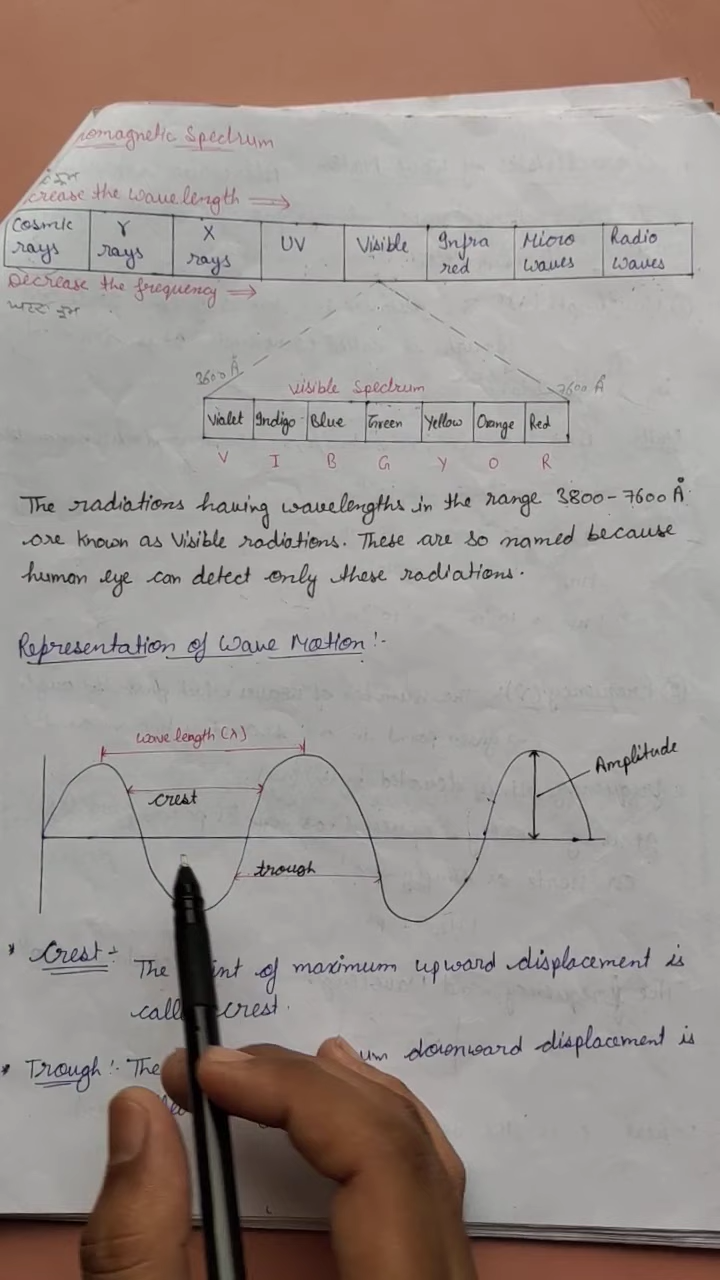 romagnetic Spectrum
crease the wave length →
Cosmic rays
γ rays
X rays
UV
Visible
Infra red
Micro waves
Radio waves
Decrease the frequency →
3600 Å
Visible Spectrum
7600 Å
Vialet
Indigo
Blue
Green
Yellow
Orange
Red
V
I
B
G
Y
O
R
The radiations having wavelengths in the range 3800-7600 Å
are known as Visible radiations. These are so named because
human eye can detect only these radiations.
Representation of Wave Motion:-
wave length (λ)
Amplitude
crest
trough
* Crest:- The int of maximum upward displacement is
call crest.
* Trough:- The um downward displacement is